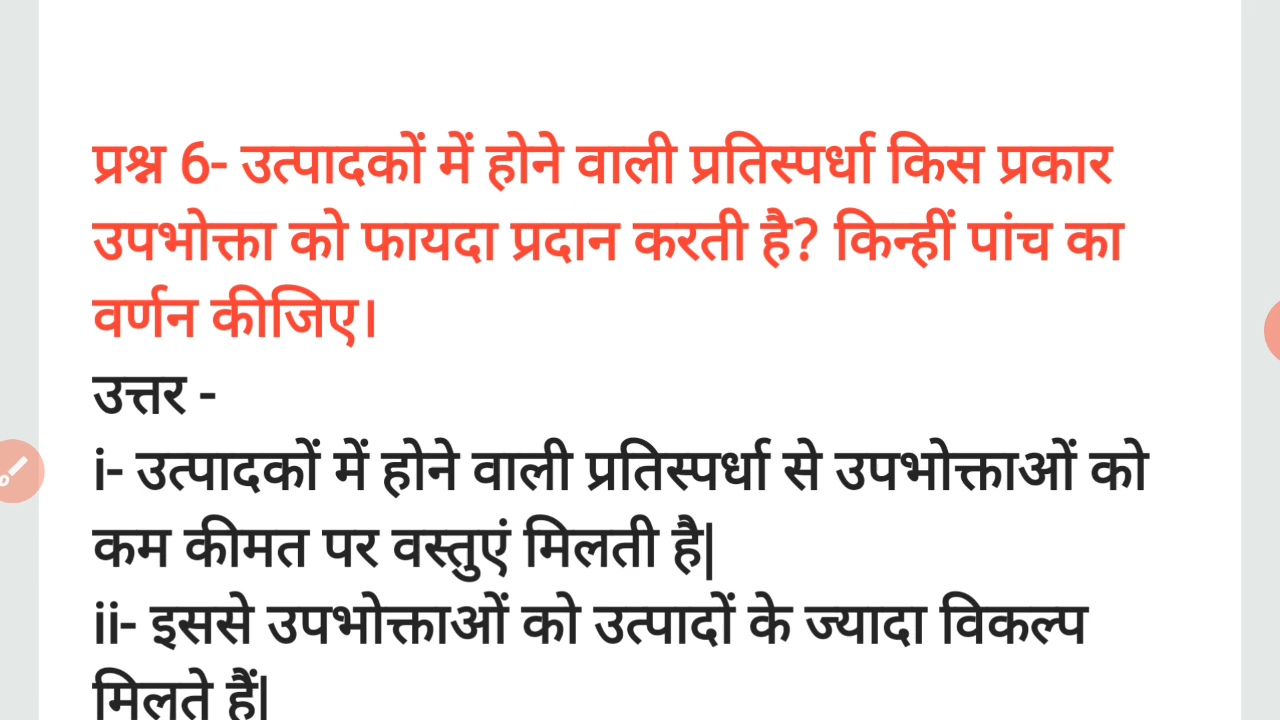 प्रश्न 6- उत्पादकों में होने वाली प्रतिस्पर्धा किस प्रकार
उपभोक्ता को फायदा प्रदान करती है? किन्हीं पांच का
वर्णन कीजिए।
उत्तर -
i- उत्पादकों में होने वाली प्रतिस्पर्धा से उपभोक्ताओं को
कम कीमत पर वस्तुएं मिलती है|
ii- इससे उपभोक्ताओं को उत्पादों के ज्यादा विकल्प
मिलते हैं|